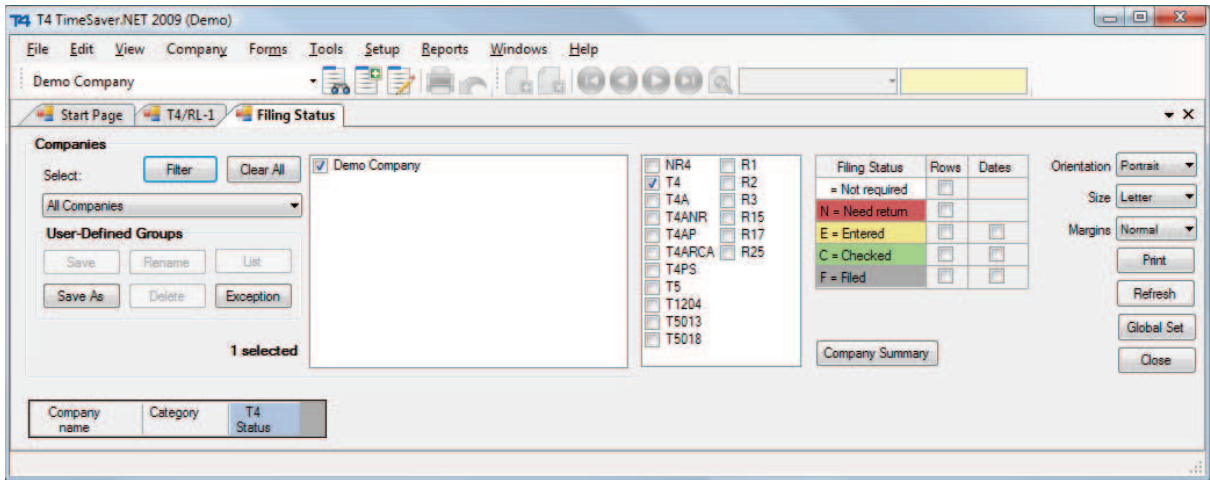 T4 T4 TimeSaver.NET 2009 (Demo)
File Edit View Company Forms Tools Setup Reports Windows Help
Demo Company
Start Page T4/RL-1 Filing Status
Companies
Select: Filter Clear All
All Companies
User-Defined Groups
Save Rename List
Save As Delete Exception
1 selected
Demo Company
NR4 R1
T4 R2
T4A R3
T4ANR R15
T4AP R17
T4ARCA R25
T4PS
T5
T1204
T5013
T5018
Filing Status Rows Dates
= Not required
N = Need return
E = Entered
C = Checked
F = Filed
Company Summary
Orientation Portrait
Size Letter
Margins Normal
Print
Refresh
Global Set
Close
Company name Category T4 Status